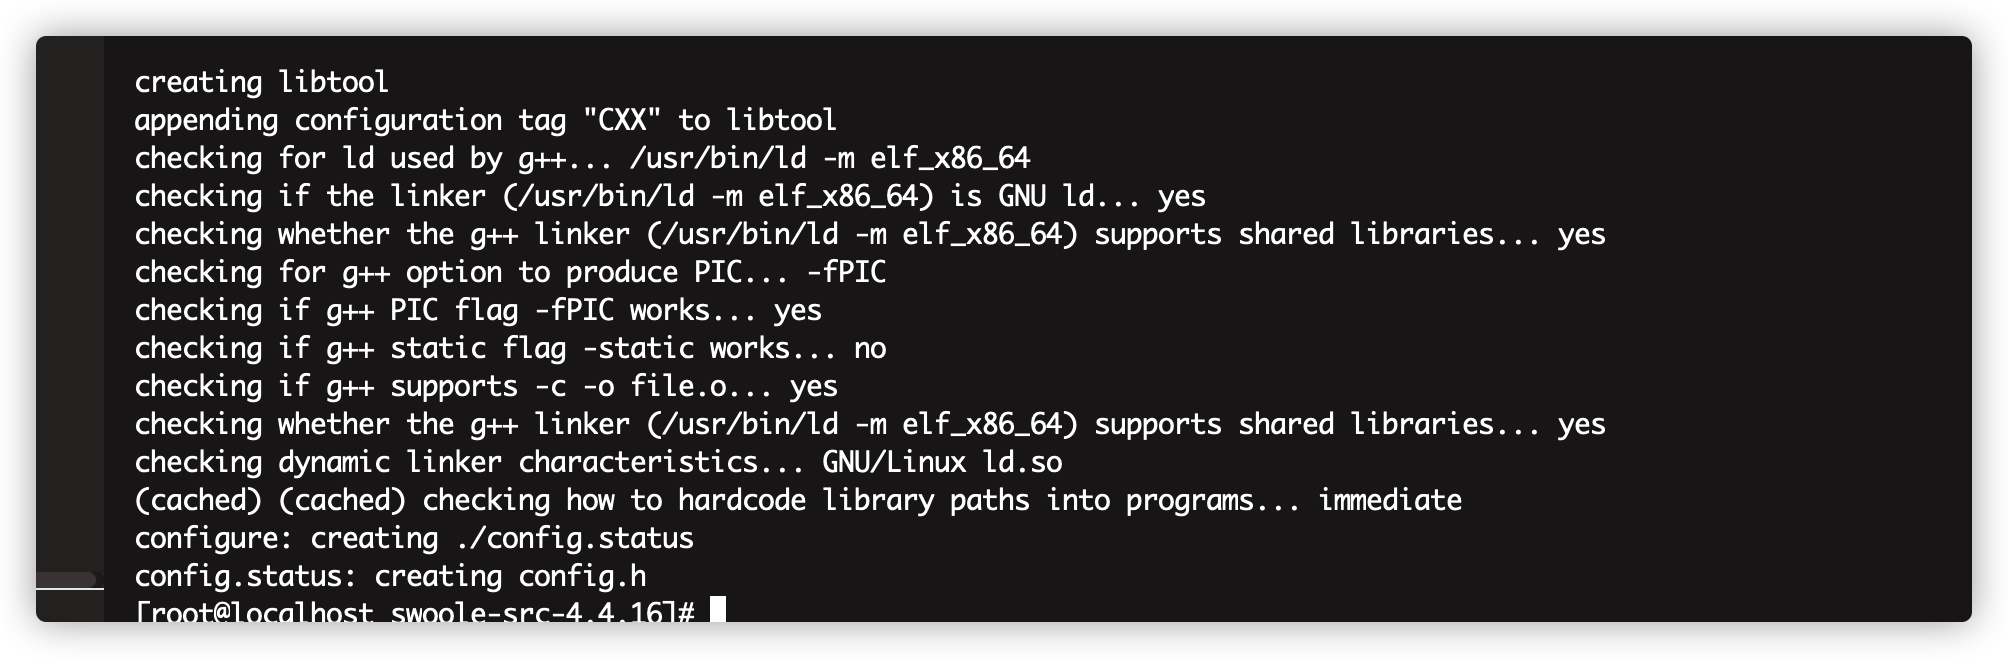 creating libtool
appending configuration tag "CXX" to libtool
checking for ld used by g++... /usr/bin/ld -m elf_x86_64
checking if the linker (/usr/bin/ld -m elf_x86_64) is GNU ld... yes
checking whether the g++ linker (/usr/bin/ld -m elf_x86_64) supports shared libraries... yes
checking for g++ option to produce PIC... -fPIC
checking if g++ PIC flag -fPIC works... yes
checking if g++ static flag -static works... no
checking if g++ supports -c -o file.o... yes
checking whether the g++ linker (/usr/bin/ld -m elf_x86_64) supports shared libraries... yes
checking dynamic linker characteristics... GNU/Linux ld.so
(cached) (cached) checking how to hardcode library paths into programs... immediate
configure: creating ./config.status
config.status: creating config.h
[root@localhost swoole-src-4.4.16]#